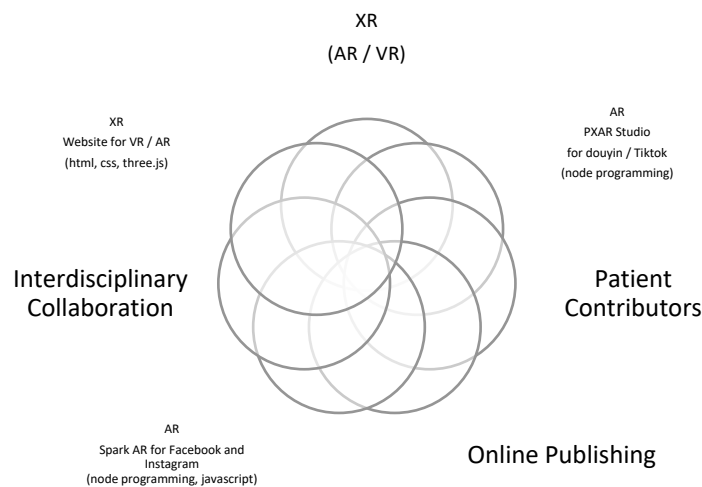 XR
(AR / VR)
XR
Website for VR / AR
(html, css, three.js)
AR
PXAR Studio
for douyin / Tiktok
(node programming)
Interdisciplinary
Collaboration
Patient
Contributors
AR
Spark AR for Facebook and
Instagram
(node programming, javascript)
Online Publishing